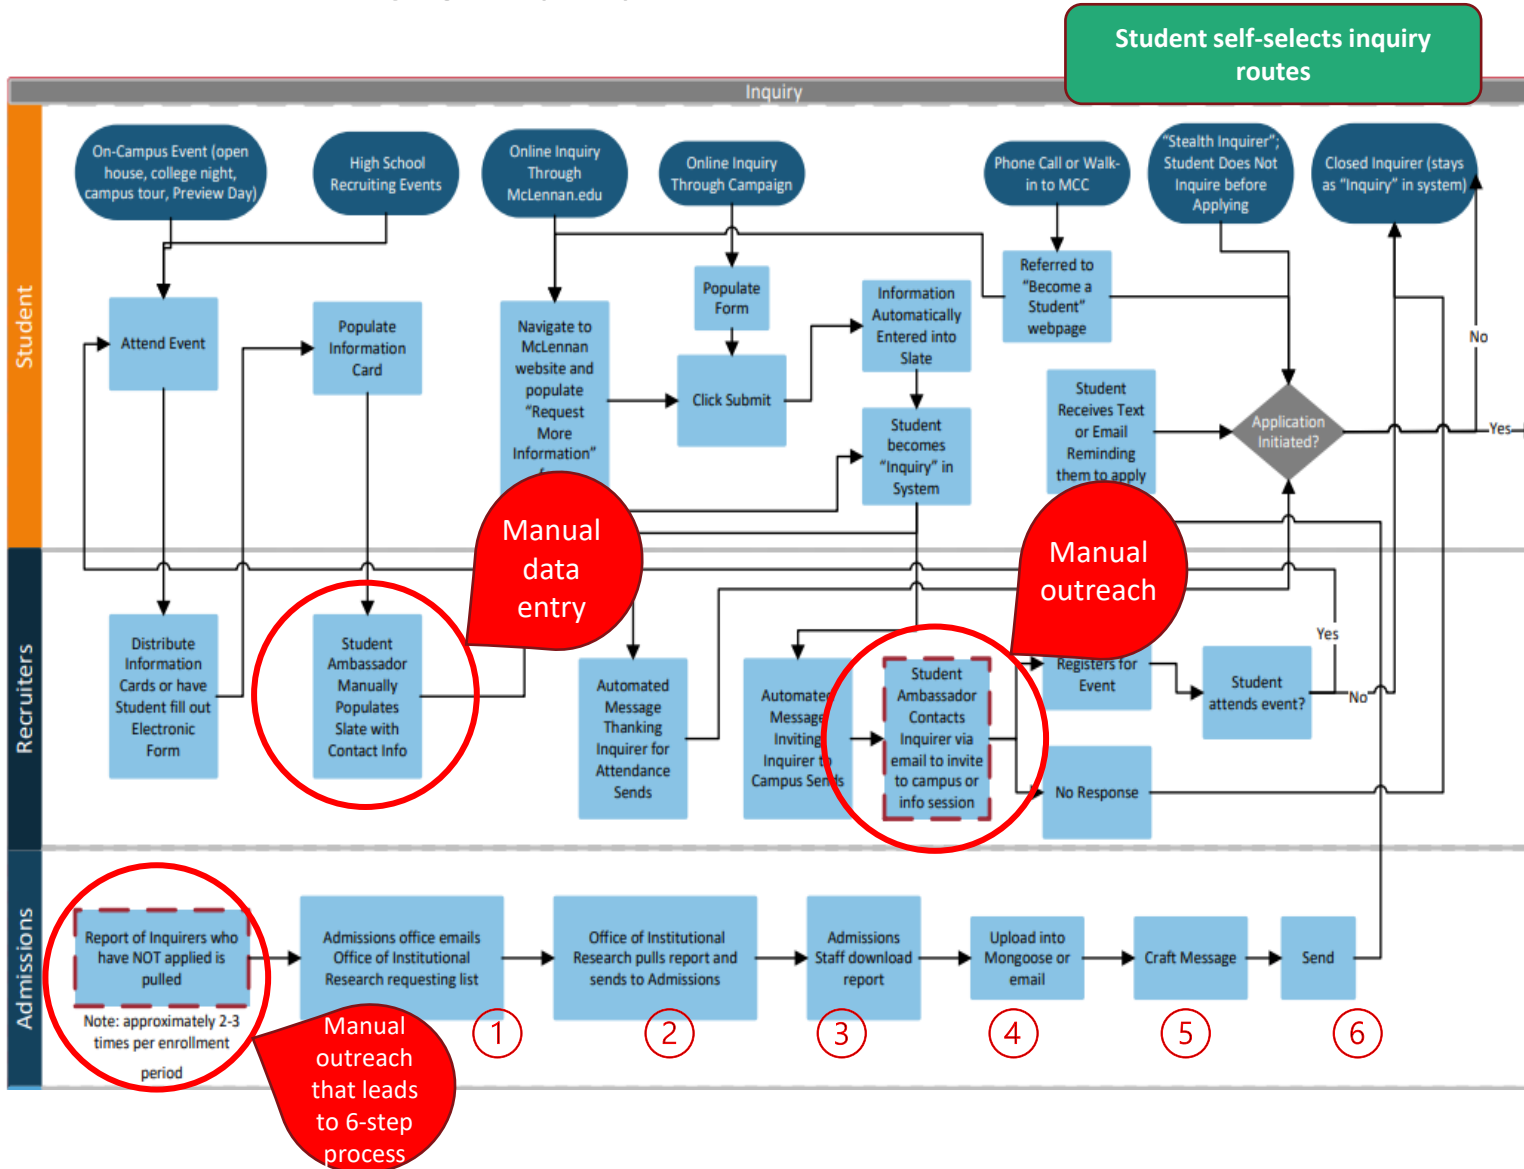 Student self-selects inquiry
routes
Inquiry
Student
On-Campus Event (open
house, college night,
campus tour, Preview Day)
High School
Recruiting Events
Online Inquiry
Through
McLennan.edu
Online Inquiry
Through Campaign
Phone Call or Walk-
in to MCC
"Stealth Inquirer";
Student Does Not
Inquire before
Applying
Closed Inquirer (stays
as "Inquiry" in system)
Attend Event
Populate
Information
Card
Navigate to
McLennan
website and
populate
"Request
More
Information"
Populate
Form
Click Submit
Information
Automatically
Entered into
Slate
Student
becomes
"Inquiry" in
System
Referred to
"Become a
Student"
webpage
Student
Receives Text
or Email
Reminding
them to apply
Application
Initiated?
No
Yes
Recruiters
Distribute
Information
Cards or have
Student fill out
Electronic
Form
Student
Ambassador
Manually
Populates
Slate with
Contact Info
Manual
data
entry
Automated
Message
Thanking
Inquirer for
Attendance
Sends
Automated
Message
Inviting
Inquirer to
Campus Sends
Student
Ambassador
Contacts
Inquirer via
email to invite
to campus or
info session
Manual
outreach
Registers for
Event
No Response
Student
attends event?
Yes
No
Admissions
Report of Inquirers who
have NOT applied is
pulled
Note: approximately 2-3
times per enrollment
period
Manual
outreach
that leads
to 6-step
process
Admissions office emails
Office of Institutional
Research requesting list
1
Office of Institutional
Research pulls report and
sends to Admissions
2
Admissions
Staff download
report
3
Upload into
Mongoose or
email
4
Craft Message
5
Send
6